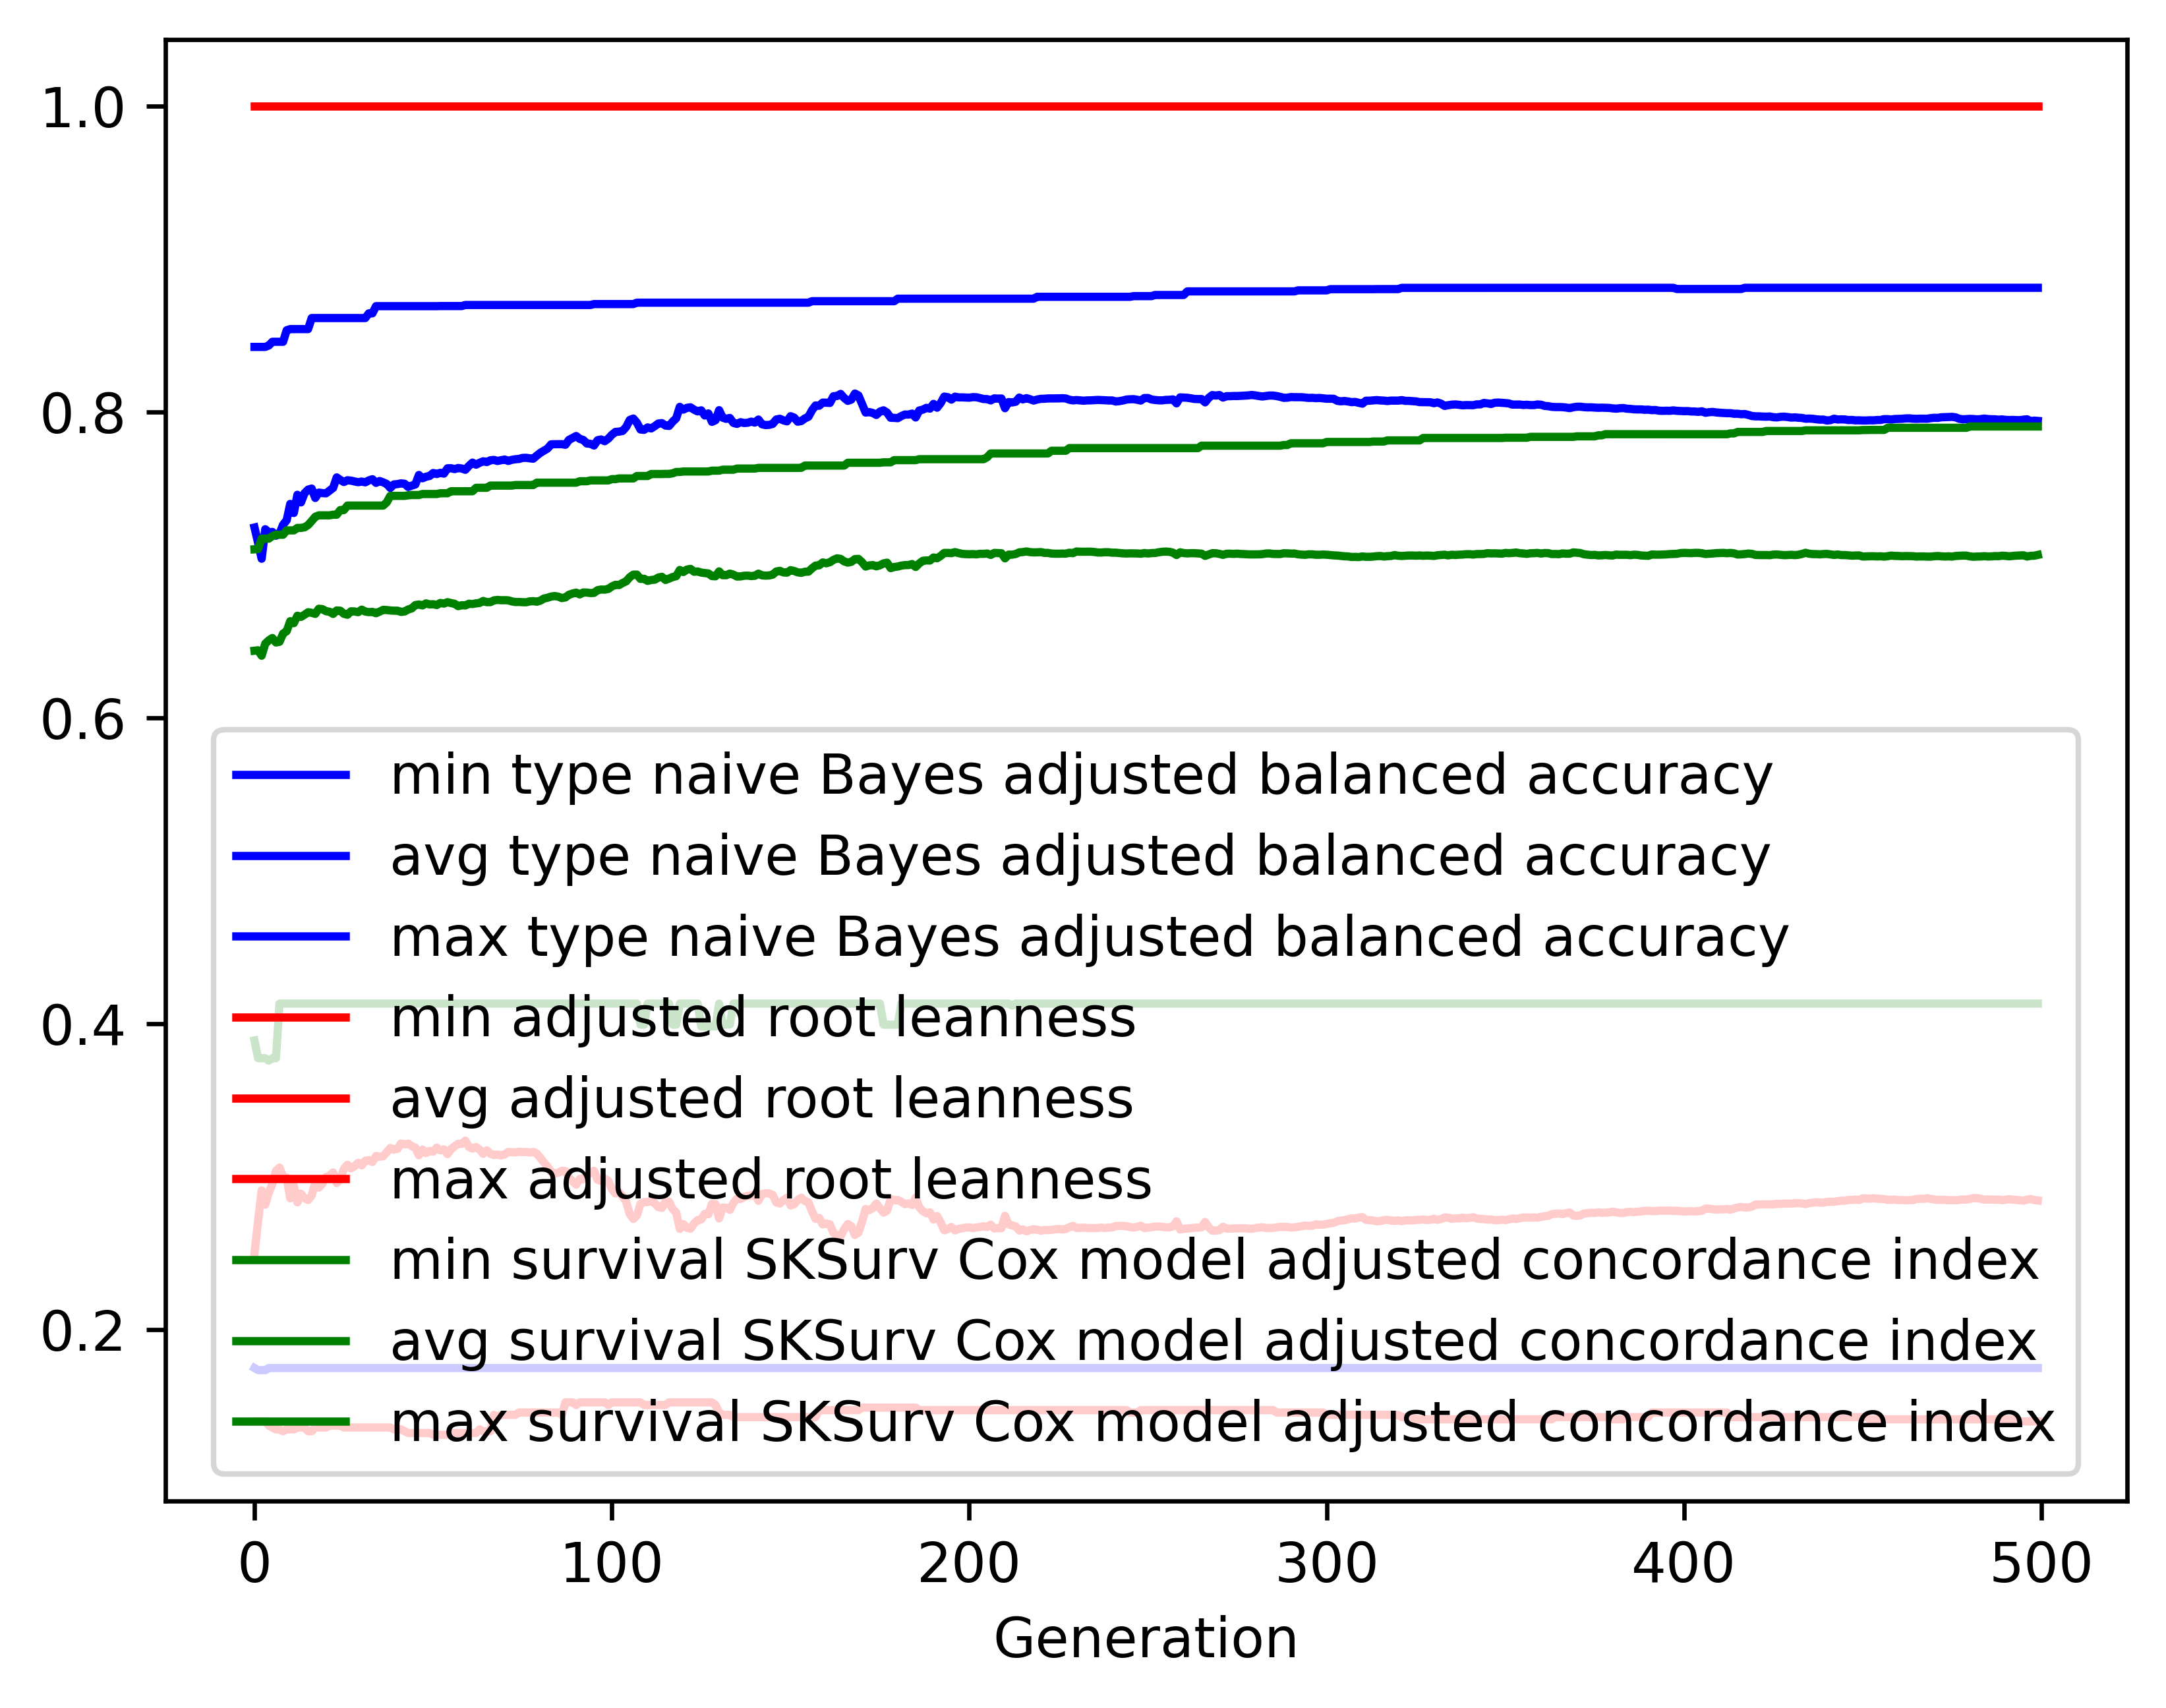 1.0
0.8
0.6
0.4
0.2
min type naive Bayes adjusted balanced accuracy
avg type naive Bayes adjusted balanced accuracy
max type naive Bayes adjusted balanced accuracy
min adjusted root leanness
avg adjusted root leanness
max adjusted root leanness
min survival SKSurv Cox model adjusted concordance index
avg survival SKSurv Cox model adjusted concordance index
max survival SKSurv Cox model adjusted concordance index
0 100 200 300 400 500
Generation